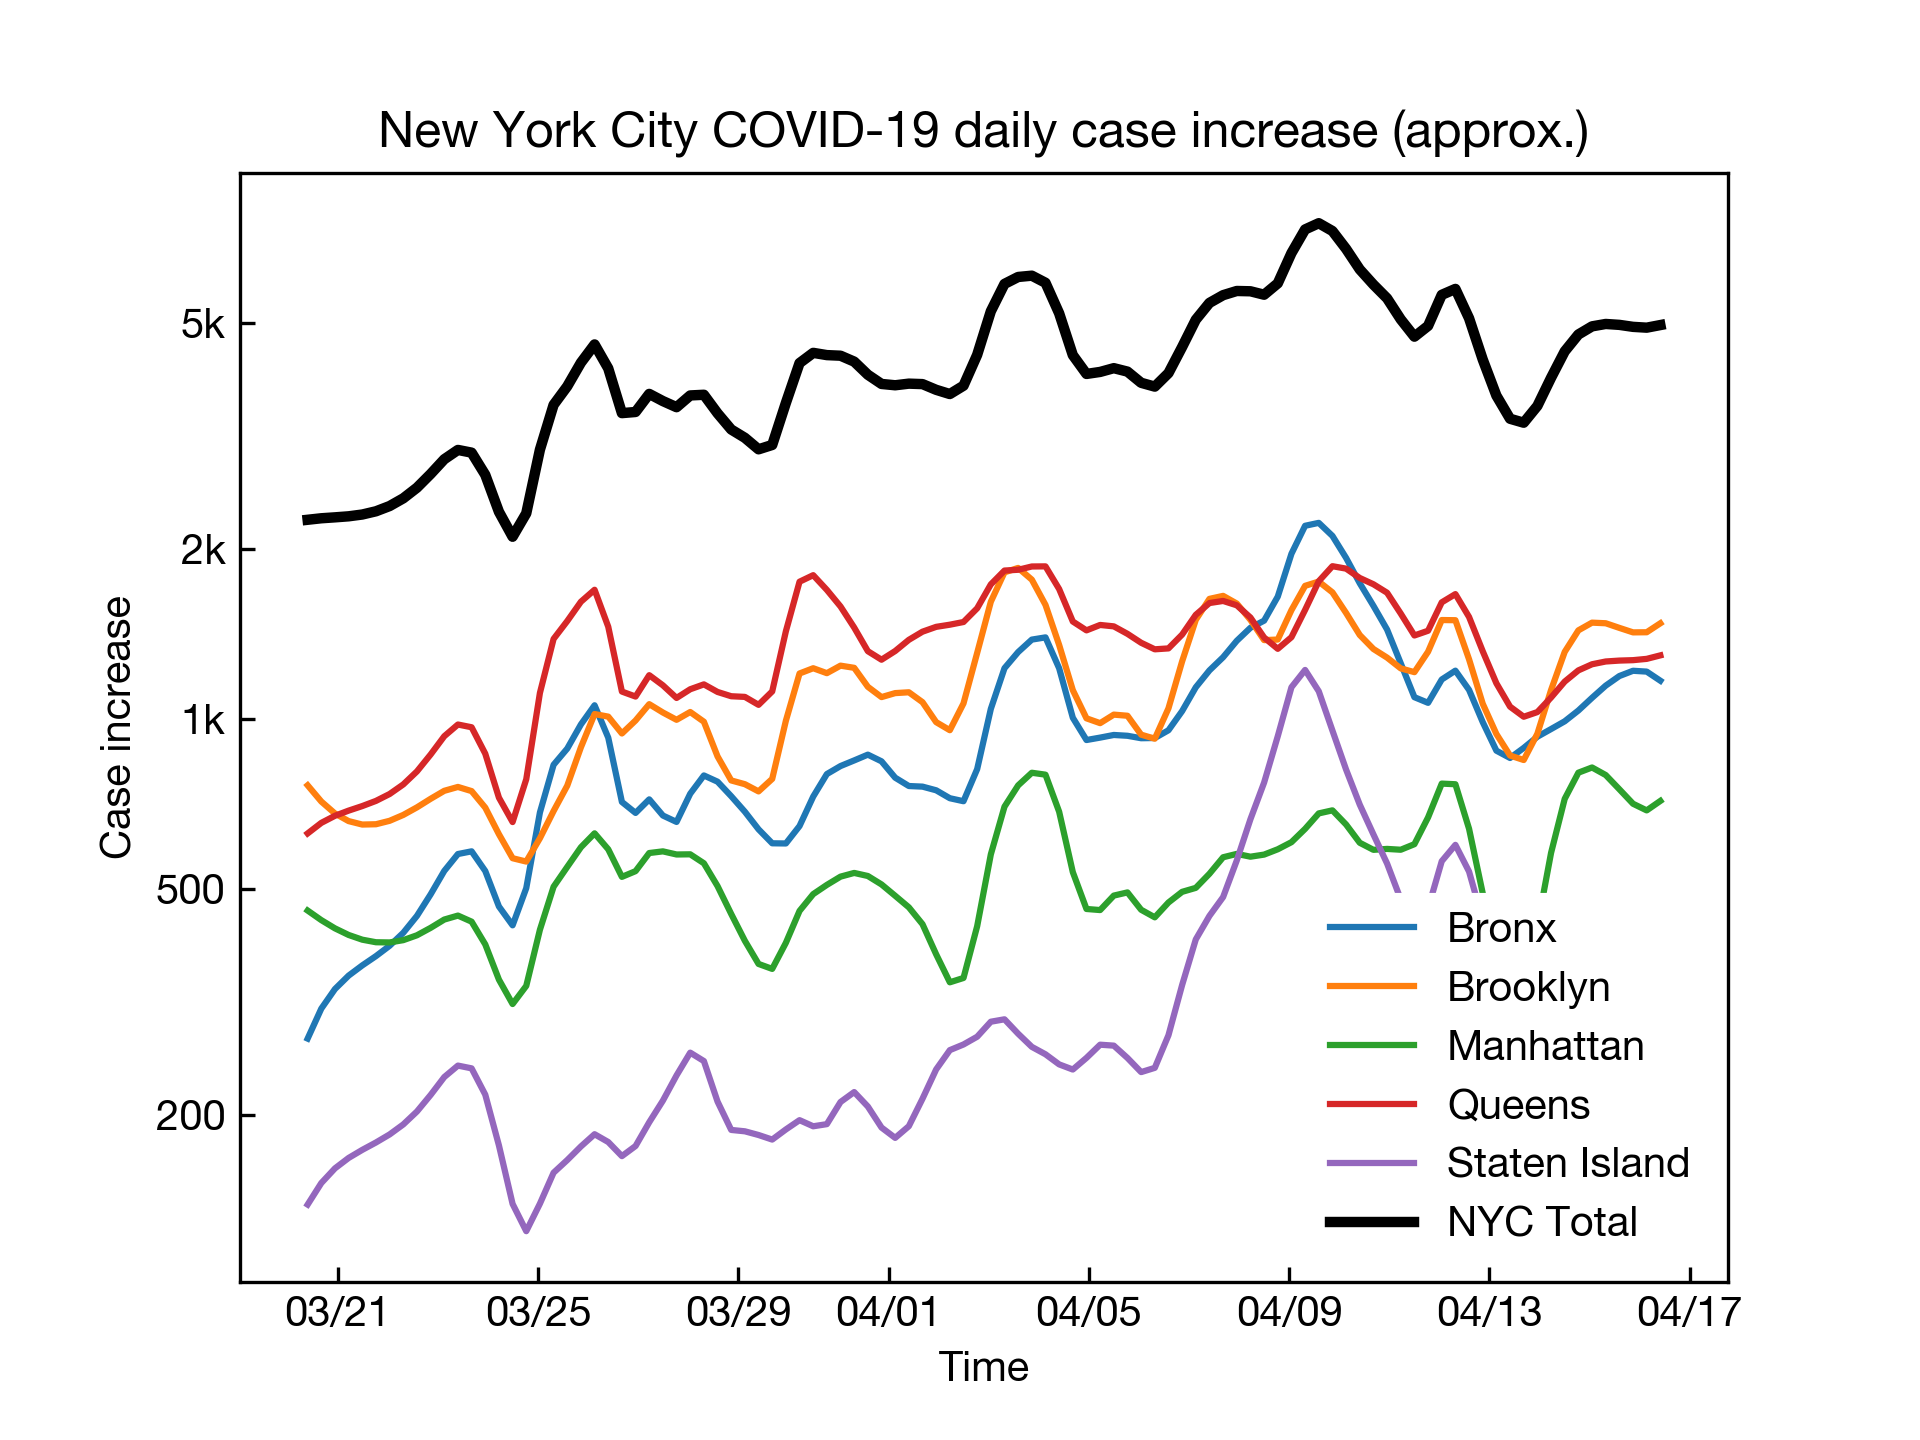 New York City COVID-19 daily case increase (approx.)
Case increase
5k
2k
1k
500
200
Bronx
Brooklyn
Manhattan
Queens
Staten Island
NYC Total
03/21 03/25 03/29 04/01 04/05 04/09 04/13 04/17
Time